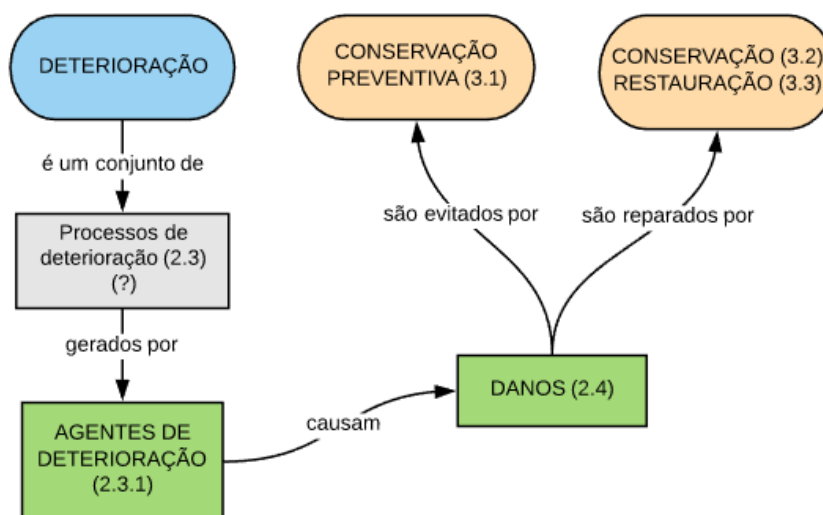 DETERIORAÇÃO
CONSERVAÇÃO
PREVENTIVA (3.1)
CONSERVAÇÃO (3.2)
RESTAURAÇÃO (3.3)
é um conjunto de
são evitados por
são reparados por
Processos de
deterioração (2.3)
(?)
gerados por
DANOS (2.4)
causam
AGENTES DE
DETERIORAÇÃO
(2.3.1)